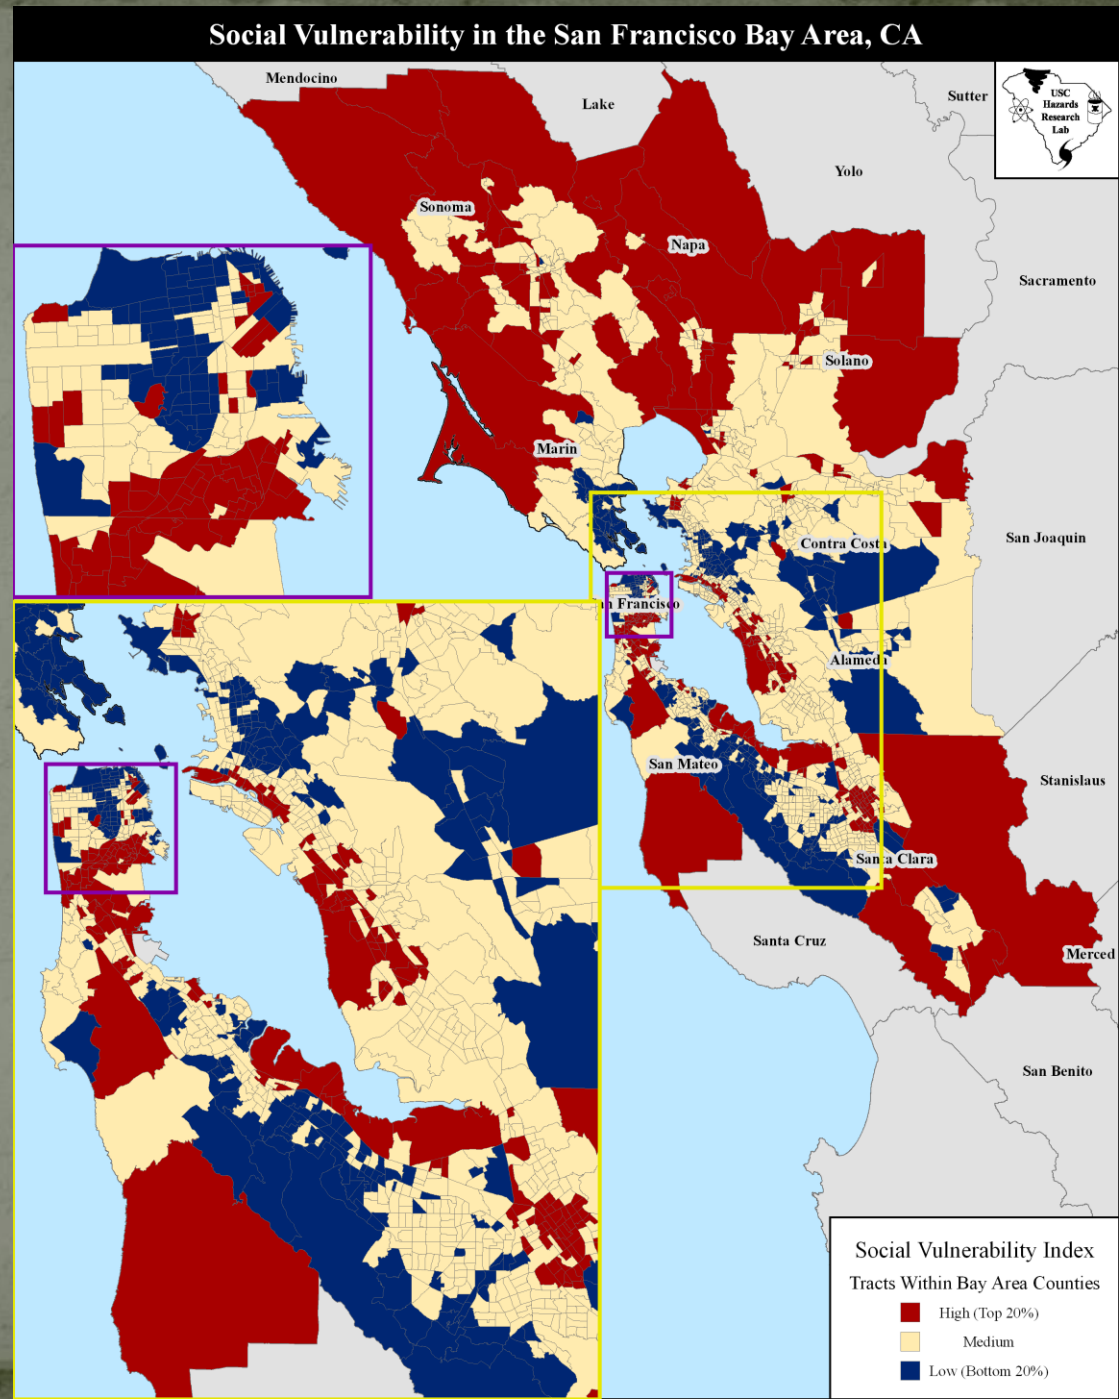 Social Vulnerability in the San Francisco Bay Area, CA
Mendocino
Lake
Sutter
USC
Hazards
Research
Lab
Yolo
Sonoma
Napa
Sacramento
Solano
Marin
San Joaquin
Contra Costa
n Francisco
Alameda
San Mateo
Stanislaus
Santa Clara
Santa Cruz
Merced
San Benito
Social Vulnerability Index
Tracts Within Bay Area Counties
High (Top 20%)
Medium
Low (Bottom 20%)